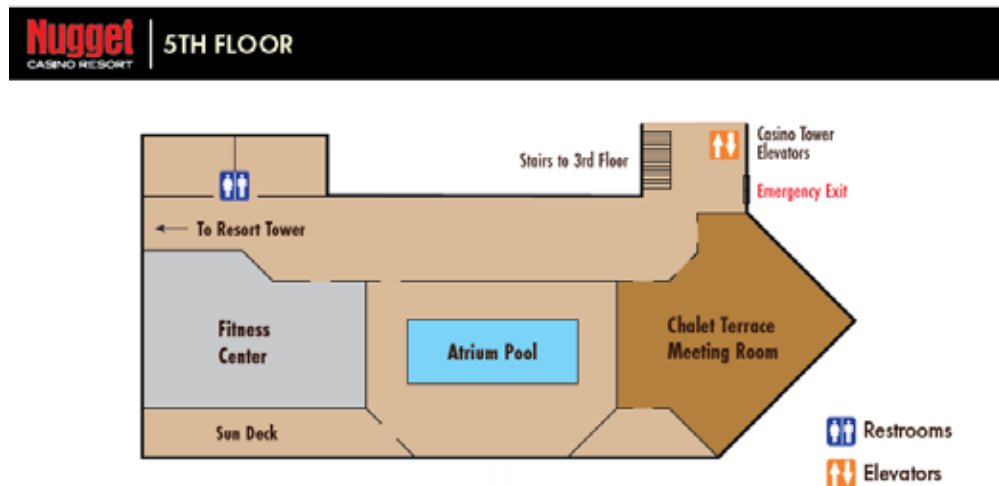 Nugget
CASINO RESORT
5TH FLOOR
Stairs to 3rd Floor
Casino Tower
Elevators
Emergency Exit
To Resort Tower
Fitness
Center
Atrium Pool
Chalet Terrace
Meeting Room
Sun Deck
Restrooms
Elevators